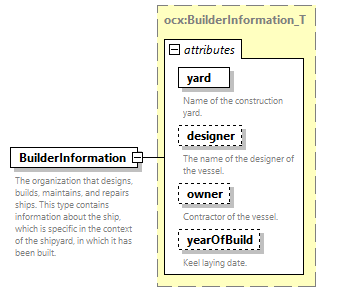 ocx:BuilderInformation_T
attributes
yard
Name of the construction
yard.
designer
The name of the designer of
the vessel.
owner
Contractor of the vessel.
yearOfBuild
Keel laying date.
BuilderInformation
The organization that designs,
builds, maintains, and repairs
ships. This type contains
information about the ship,
which is specific in the context
of the shipyard, in which it has
been built.